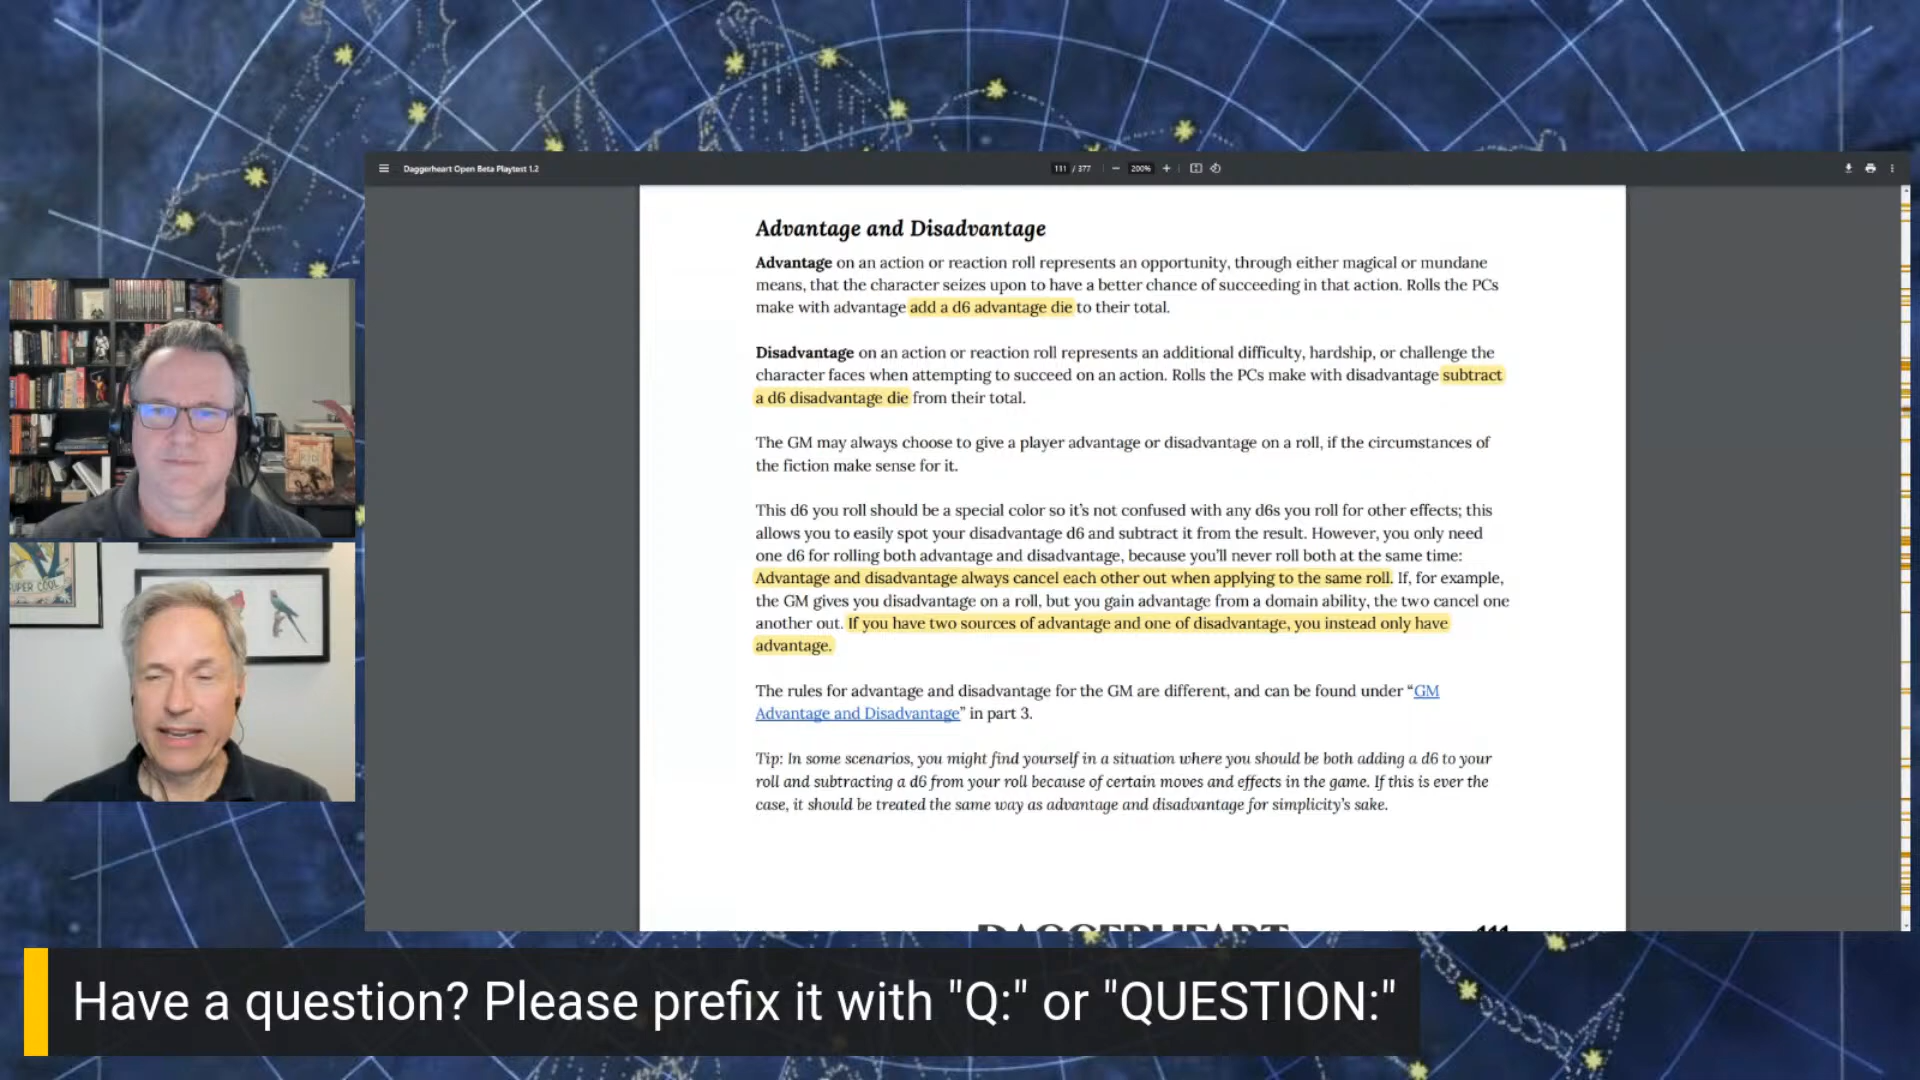 Daggerheart Open Beta Playtest 1.2
111 / 377
200%
Advantage and Disadvantage
Advantage on an action or reaction roll represents an opportunity, through either magical or mundane
means, that the character seizes upon to have a better chance of succeeding in that action. Rolls the PCs
make with advantage add a d6 advantage die to their total.
Disadvantage on an action or reaction roll represents an additional difficulty, hardship, or challenge the
character faces when attempting to succeed on an action. Rolls the PCs make with disadvantage subtract
a d6 disadvantage die from their total.
The GM may always choose to give a player advantage or disadvantage on a roll, if the circumstances of
the fiction make sense for it.
This d6 you roll should be a special color so it’s not confused with any d6s you roll for other effects; this
allows you to easily spot your disadvantage d6 and subtract it from the result. However, you only need
one d6 for rolling both advantage and disadvantage, because you’ll never roll both at the same time:
Advantage and disadvantage always cancel each other out when applying to the same roll. If, for example,
the GM gives you disadvantage on a roll, but you gain advantage from a domain ability, the two cancel one
another out. If you have two sources of advantage and one of disadvantage, you instead only have
advantage.
The rules for advantage and disadvantage for the GM are different, and can be found under “GM
Advantage and Disadvantage” in part 3.
Tip: In some scenarios, you might find yourself in a situation where you should be both adding a d6 to your
roll and subtracting a d6 from your roll because of certain moves and effects in the game. If this is ever the
case, it should be treated the same way as advantage and disadvantage for simplicity’s sake.
DAGGERHEART
111
SUPER COOL
Have a question? Please prefix it with "Q:" or "QUESTION:"